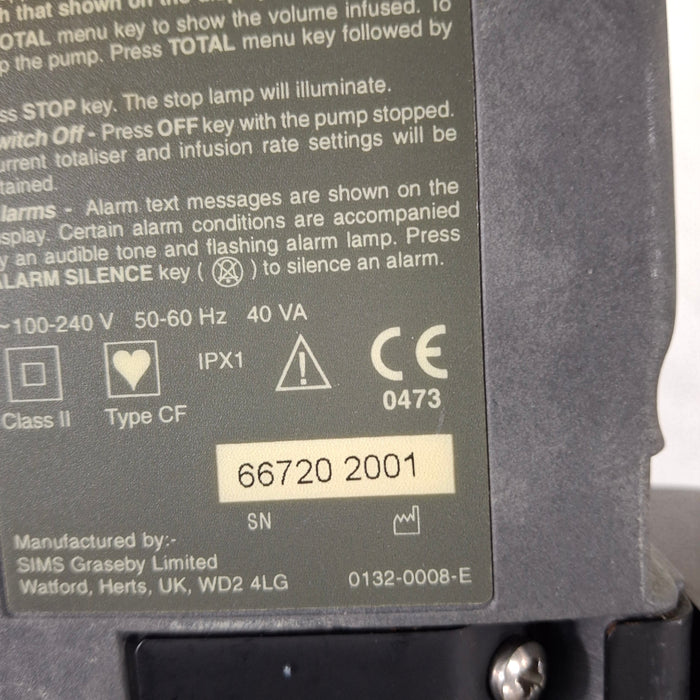 that shown on the
OTAL menu key to show the volume infused. To
p the pump. Press TOTAL menu key followed by
ss STOP key. The stop lamp will illuminate.
witch Off - Press OFF key with the pump stopped.
urrent totaliser and infusion rate settings will be
tained.
larms - Alarm text messages are shown on the
splay. Certain alarm conditions are accompanied
y an audible tone and flashing alarm lamp. Press
ALARM SILENCE key ( ) to silence an alarm.
~100-240 V 50-60 Hz 40 VA
IPX1
CE
0473
Class II Type CF
66720 2001
SN
Manufactured by:-
SIMS Graseby Limited
Watford, Herts, UK, WD2 4LG 0132-0008-E